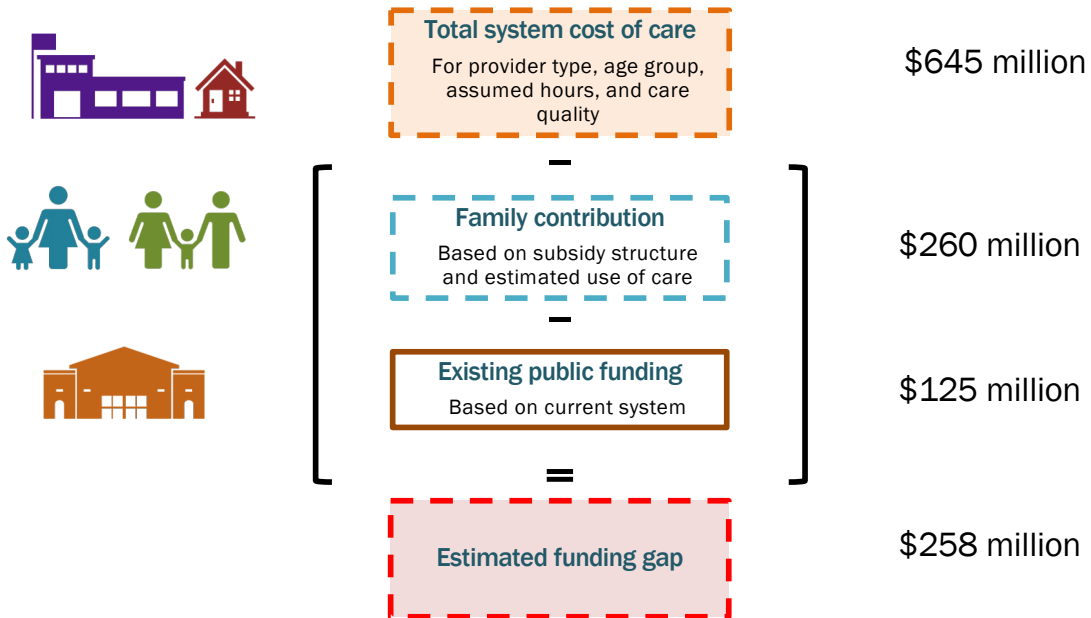 Total system cost of care
For provider type, age group,
assumed hours, and care
quality
$645 million
–
Family contribution
Based on subsidy structure
and estimated use of care
$260 million
–
Existing public funding
Based on current system
$125 million
=
Estimated funding gap
$258 million